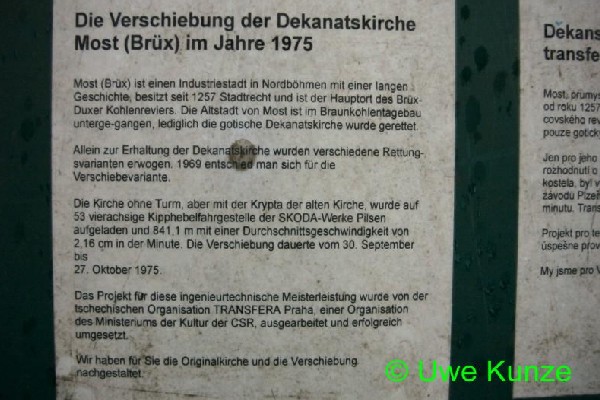 Die Verschiebung der Dekanatskirche
Most (Brüx) im Jahre 1975
Most (Brüx) ist einen Industriestadt in Nordböhmen mit einer langen
Geschichte, besitzt seit 1257 Stadtrecht und ist der Hauptort des Brüx-
Duxer Kohlenreviers. Die Altstadt von Most ist im Braunkohlentagebau
unterge-gangen, lediglich die gotische Dekanatskirche wurde gerettet.
Allein zur Erhaltung der Dekanatskirche wurden verschiedene Rettungs-
varianten erwogen. 1969 entschied man sich für die
Verschiebevariante.
Die Kirche ohne Turm, aber mit der Krypta der alten Kirche, wurde auf
53 vierachsige Kipphebelfahrgestelle der SKODA-Werke Pilsen
aufgeladen und 841,1 m mit einer Durchschnittsgeschwindigkeit von
2,16 cm in der Minute. Die Verschiebung dauerte vom 30. September
bis
27. Oktober 1975.
Das Projekt für diese ingenieurtechnische Meisterleistung wurde von der
tschechischen Organisation TRANSFERA Praha, einer Organisation
des Ministeriums der Kultur der CSR, ausgearbeitet und erfolgreich
umgesetzt.
Wir haben für Sie die Originalkirche und die Verschiebung
nachgestaltet.
Děkans
transfe
Most, průmys
od roku 1257
covského rev
pouze gotick
Jen pro jeho
rozhodnutí o
kostela, byl v
závodu Plzeň
minutu. Trans
Projekt pro te
úspešne prov
My jsme pro V
© Uwe Kunze